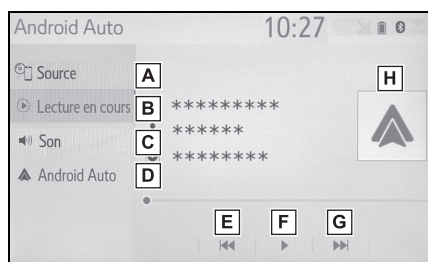 Android Auto 10:27
Source A H
Lecture en cours B *********
Son C ******
Android Auto D ********
E F G